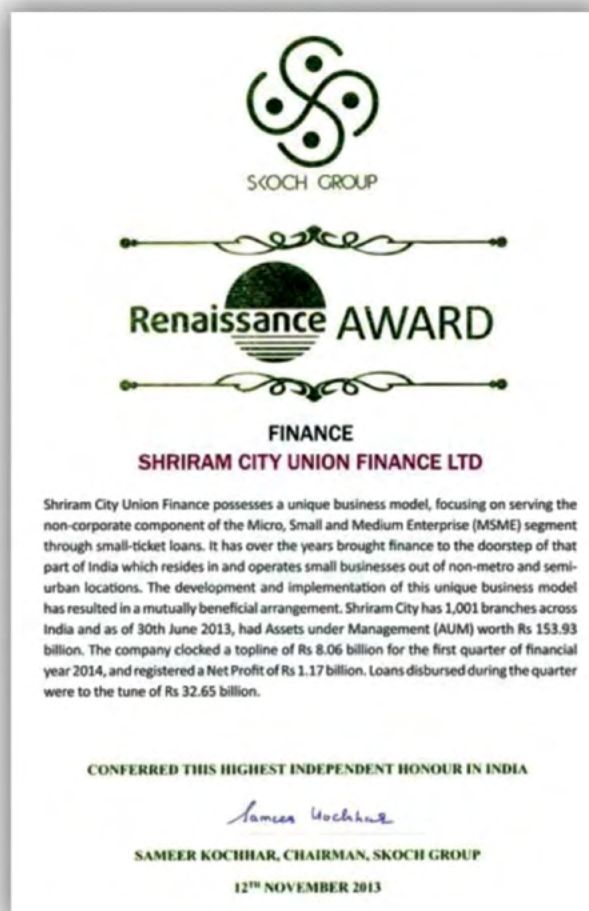 SKOCH GROUP
Renaissance AWARD
FINANCE
SHRIRAM CITY UNION FINANCE LTD
Shriram City Union Finance possesses a unique business model, focusing on serving the
non-corporate component of the Micro, Small and Medium Enterprise (MSME) segment
through small-ticket loans. It has over the years brought finance to the doorstep of that
part of India which resides in and operates small businesses out of non-metro and semi-
urban locations. The development and implementation of this unique business model
has resulted in a mutually beneficial arrangement. Shriram City has 1,001 branches across
India and as of 30th June 2013, had Assets under Management (AUM) worth Rs 153.93
billion. The company clocked a topline of Rs 8.06 billion for the first quarter of financial
year 2014, and registered a Net Profit of Rs 1.17 billion. Loans disbursed during the quarter
were to the tune of Rs 32.65 billion.
CONFERRED THIS HIGHEST INDEPENDENT HONOUR IN INDIA
Sameer Kochhar
SAMEER KOCHHAR, CHAIRMAN, SKOCH GROUP
12TH NOVEMBER 2013